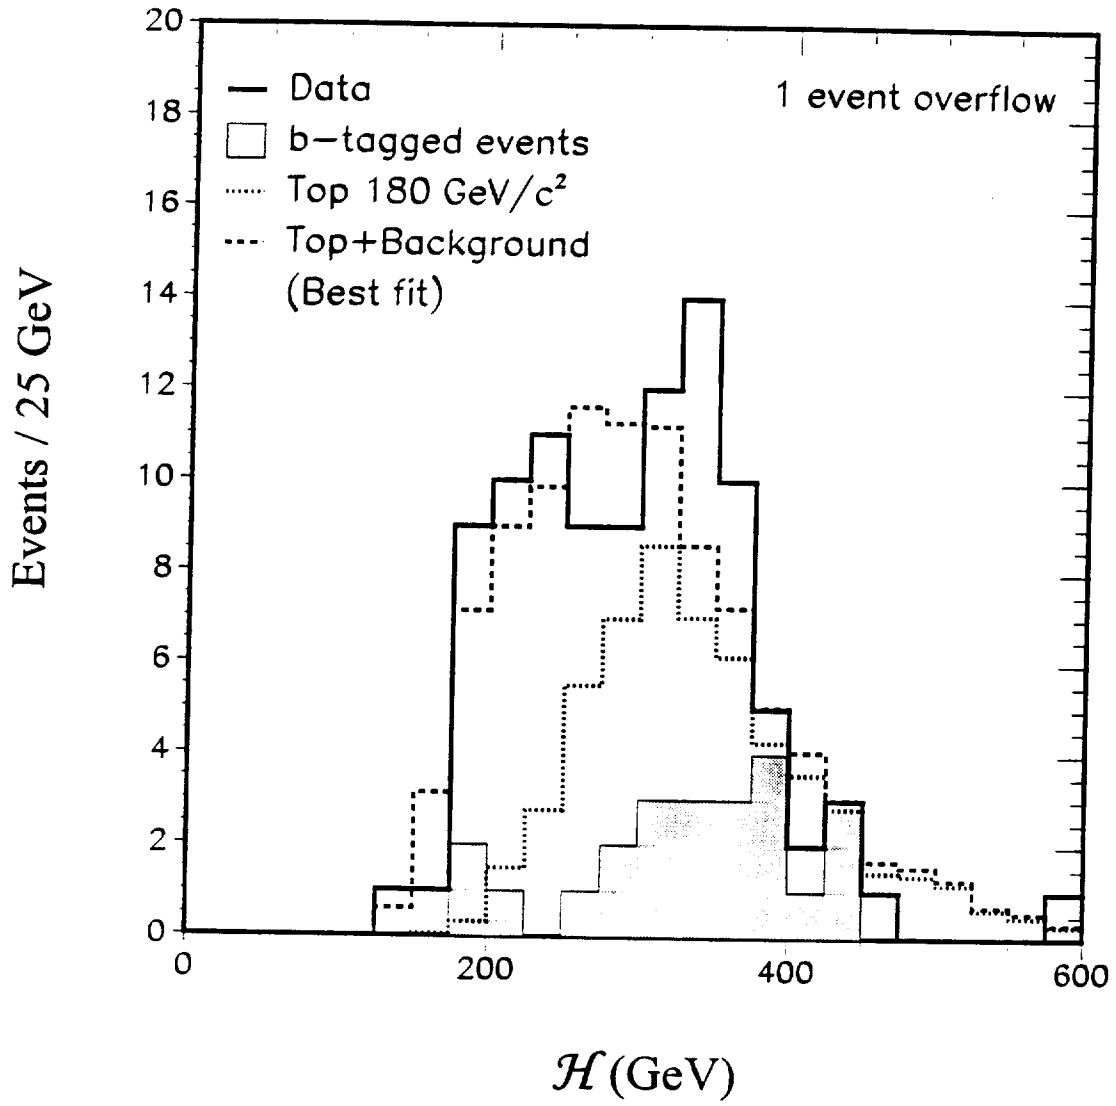 20
18
16
14
12
10
8
6
4
2
0
Events / 25 GeV
Data
b-tagged events
Top 180 GeV/c²
Top+Background
(Best fit)
1 event overflow
0 200 400 600
ℋ (GeV)